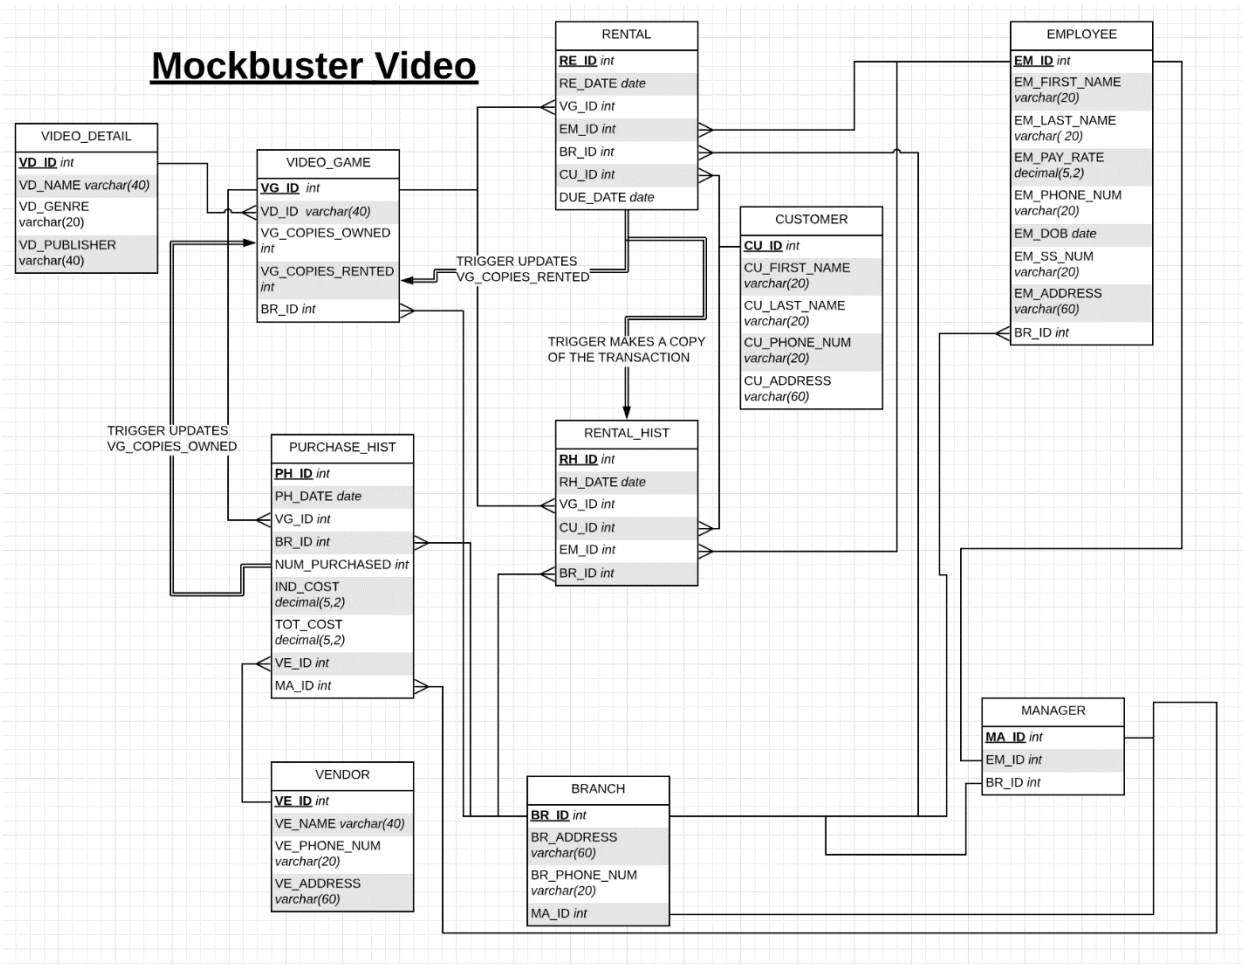 Mockbuster Video
RENTAL
RE_ID int
RE_DATE date
VG_ID int
EM_ID int
BR_ID int
CU_ID int
DUE_DATE date
EMPLOYEE
EM_ID int
EM_FIRST_NAME
varchar(20)
EM_LAST_NAME
varchar( 20)
EM_PAY_RATE
decimal(5,2)
EM_PHONE_NUM
varchar(20)
EM_DOB date
EM_SS_NUM
varchar(20)
EM_ADDRESS
varchar(60)
BR_ID int
VIDEO_DETAIL
VD_ID int
VD_NAME varchar(40)
VD_GENRE
varchar(20)
VD_PUBLISHER
varchar(40)
VIDEO_GAME
VG_ID int
VD_ID varchar(40)
VG_COPIES_OWNED
int
VG_COPIES_RENTED
int
BR_ID int
TRIGGER UPDATES
VG_COPIES_RENTED
CUSTOMER
CU_ID int
CU_FIRST_NAME
varchar(20)
CU_LAST_NAME
varchar(20)
CU_PHONE_NUM
varchar(20)
CU_ADDRESS
varchar(60)
TRIGGER MAKES A COPY
OF THE TRANSACTION
TRIGGER UPDATES
VG_COPIES_OWNED
PURCHASE_HIST
PH_ID int
PH_DATE date
VG_ID int
BR_ID int
NUM_PURCHASED int
IND_COST
decimal(5,2)
TOT_COST
decimal(5,2)
VE_ID int
MA_ID int
RENTAL_HIST
RH_ID int
RH_DATE date
VG_ID int
CU_ID int
EM_ID int
BR_ID int
MANAGER
MA_ID int
EM_ID int
BR_ID int
VENDOR
VE_ID int
VE_NAME varchar(40)
VE_PHONE_NUM
varchar(20)
VE_ADDRESS
varchar(60)
BRANCH
BR_ID int
BR_ADDRESS
varchar(60)
BR_PHONE_NUM
varchar(20)
MA_ID int